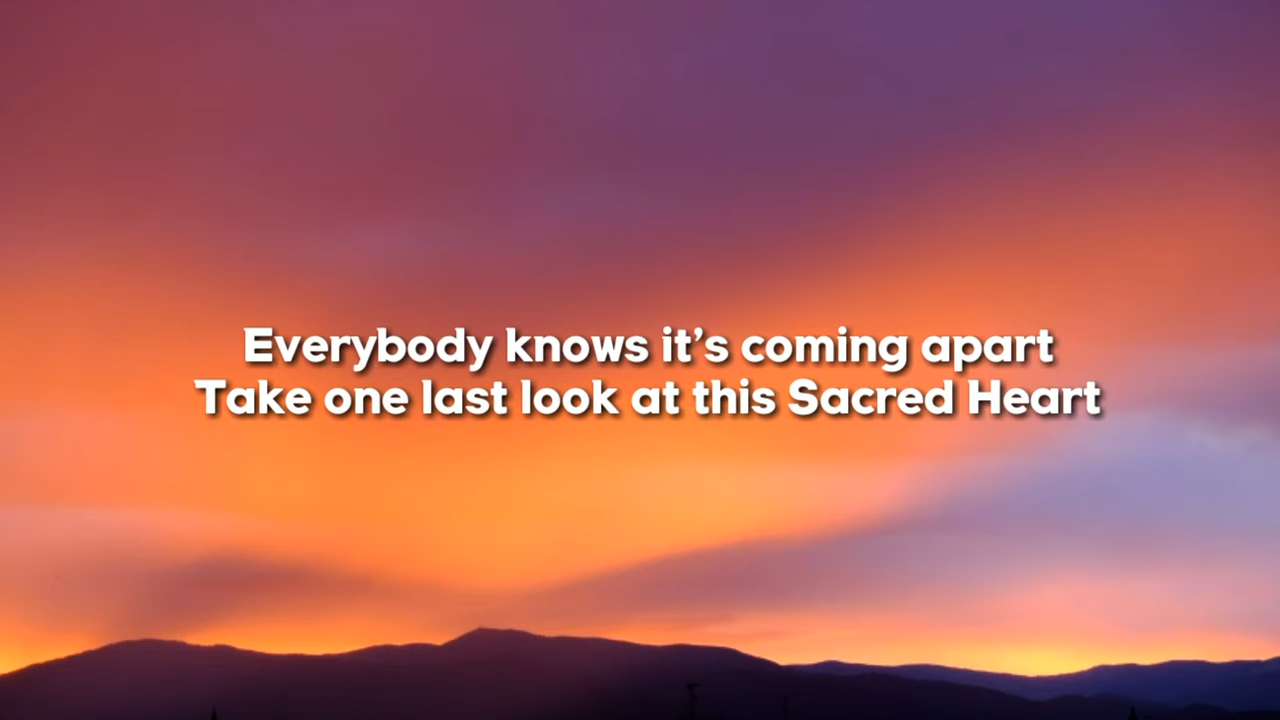 Everybody knows it’s coming apart
Take one last look at this Sacred Heart